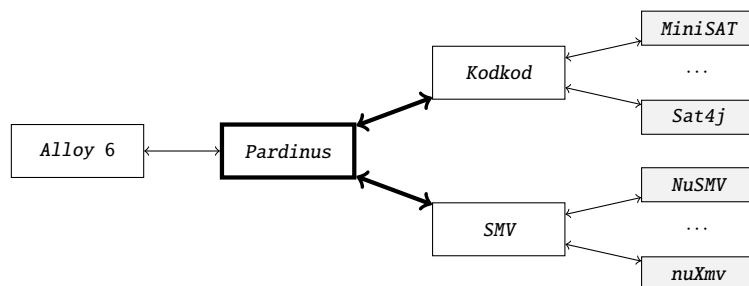 MiniSAT
Kodkod
...
Sat4j
Alloy 6
Pardinus
NuSMV
SMV
...
nuXmv